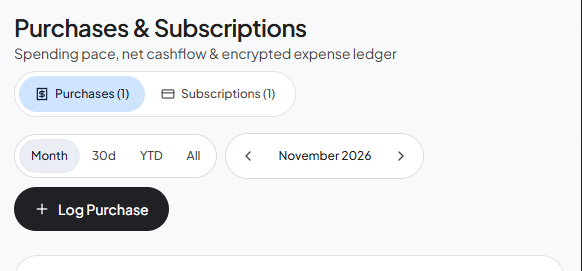 Purchases & Subscriptions
Spending pace, net cashflow & encrypted expense ledger
Purchases (1) Subscriptions (1)
Month 30d YTD All November 2026
+ Log Purchase